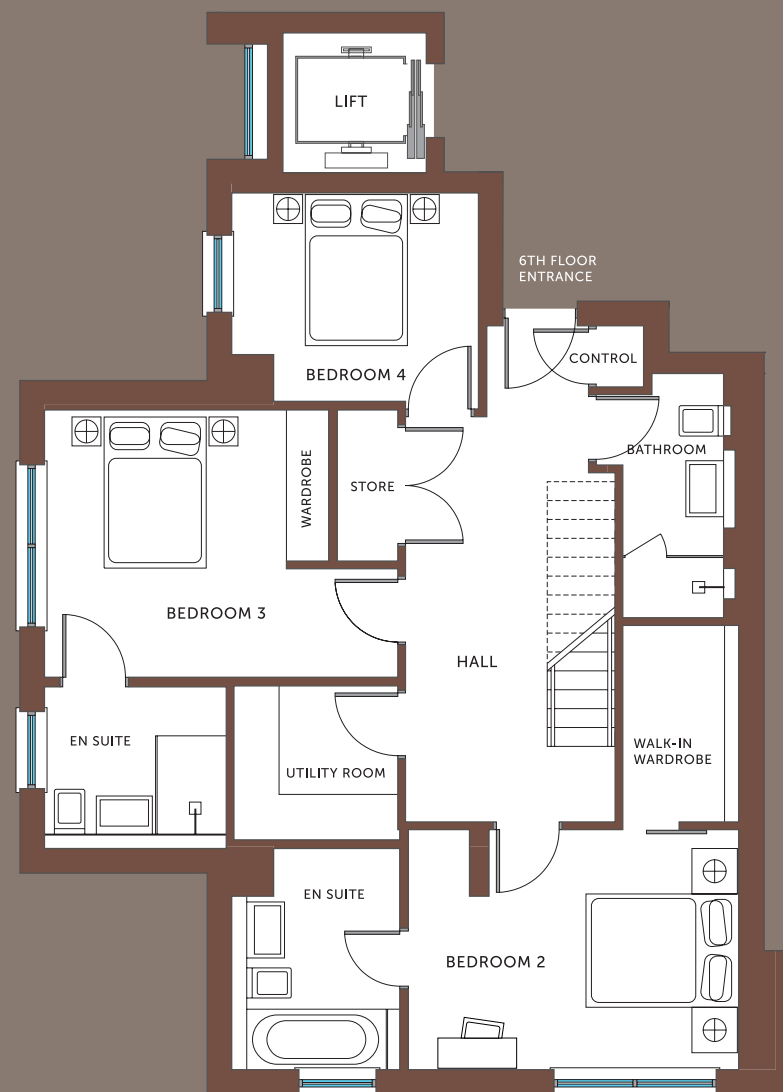 LIFT
6TH FLOOR
ENTRANCE
CONTROL
BEDROOM 4
BATHROOM
WARDROBE
STORE
BEDROOM 3
HALL
EN SUITE
UTILITY ROOM
WALK-IN
WARDROBE
EN SUITE
BEDROOM 2